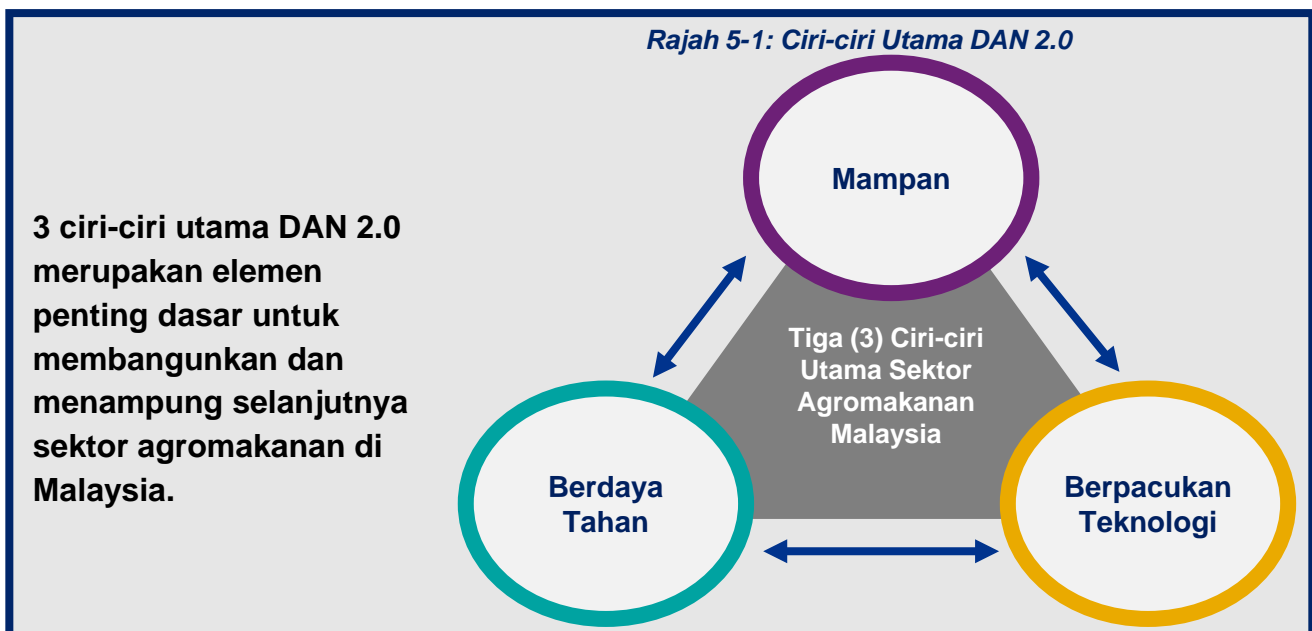 Rajah 5-1: Ciri-ciri Utama DAN 2.0
3 ciri-ciri utama DAN 2.0
merupakan elemen
penting dasar untuk
membangunkan dan
menampung selanjutnya
sektor agromakanan di
Malaysia.
Mampan
Tiga (3) Ciri-ciri
Utama Sektor
Agromakanan
Malaysia
Berdaya
Tahan
Berpacukan
Teknologi